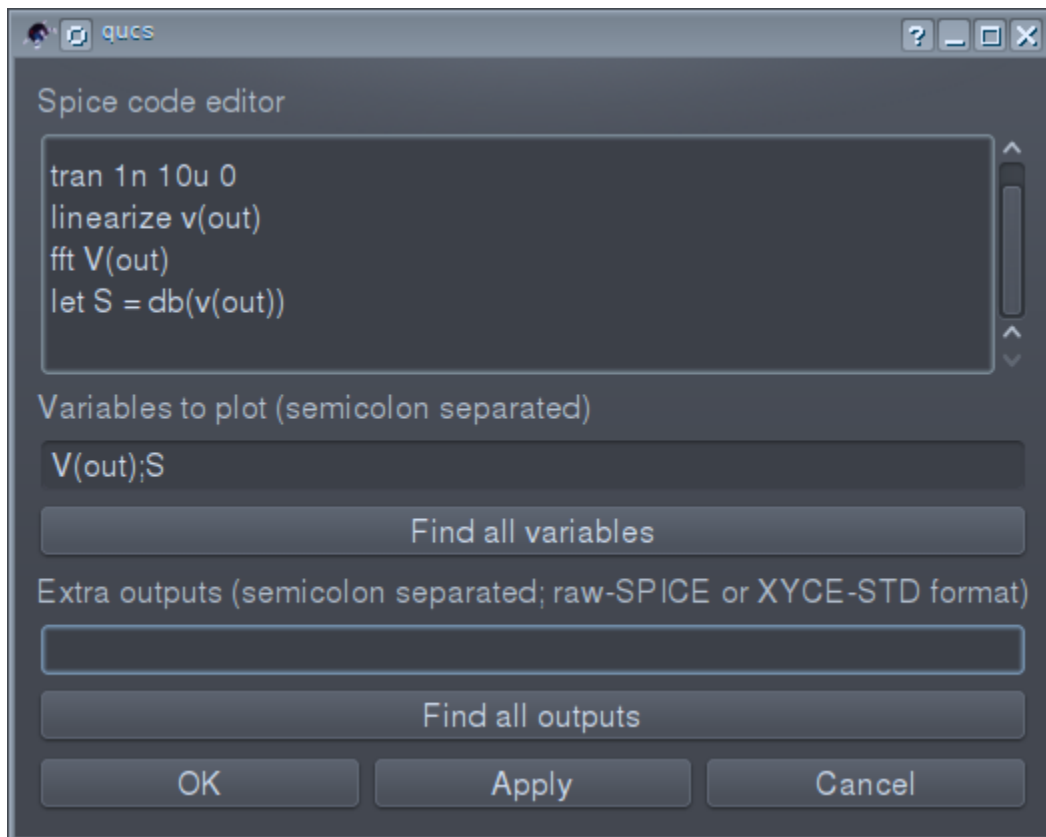 qucs
Spice code editor
tran 1n 10u 0
linearize v(out)
fft V(out)
let S = db(v(out))
Variables to plot (semicolon separated)
V(out);S
Find all variables
Extra outputs (semicolon separated; raw-SPICE or XYCE-STD format)
Find all outputs
OK Apply Cancel